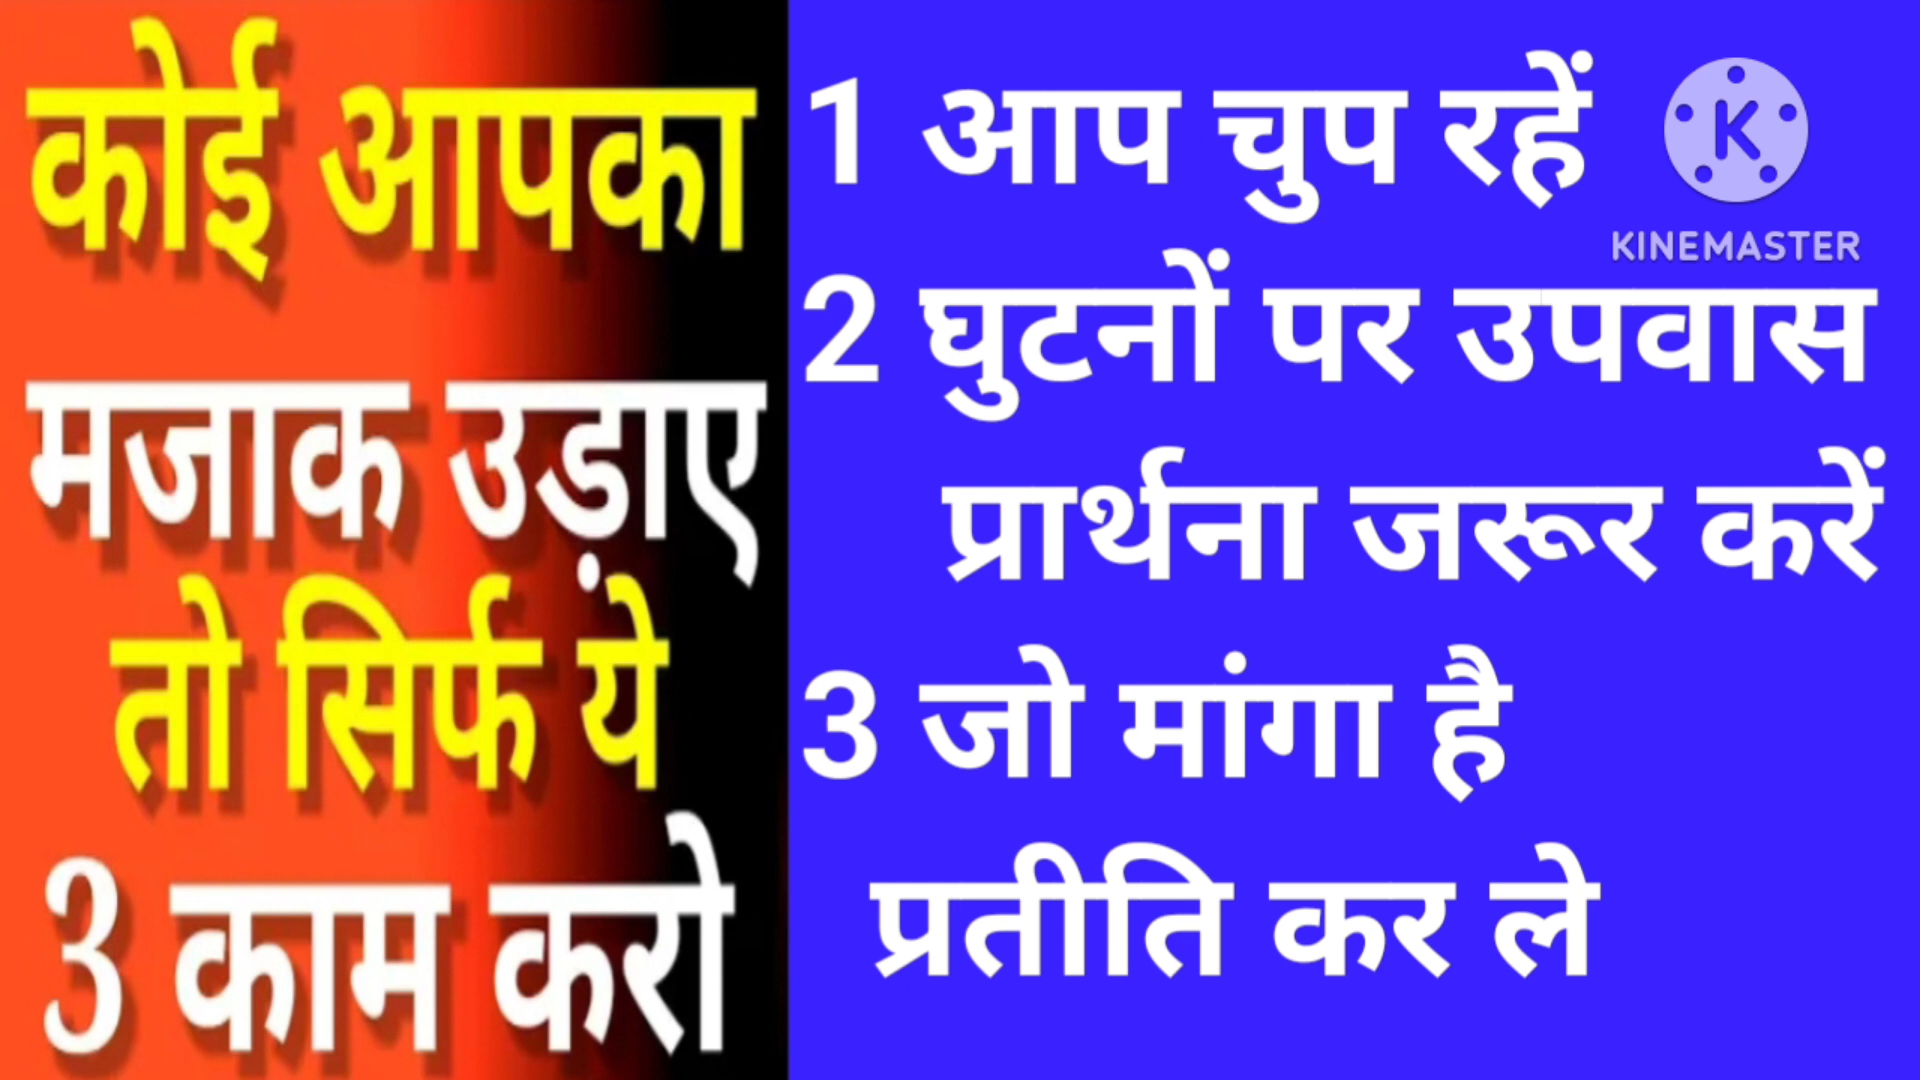 कोई आपका
मजाक उड़ाए
तो सिर्फ ये
3 काम करो
1 आप चुप रहें
2 घुटनों पर उपवास
प्रार्थना जरूर करें
3 जो मांगा है
प्रतीति कर ले
K
KINEMASTER